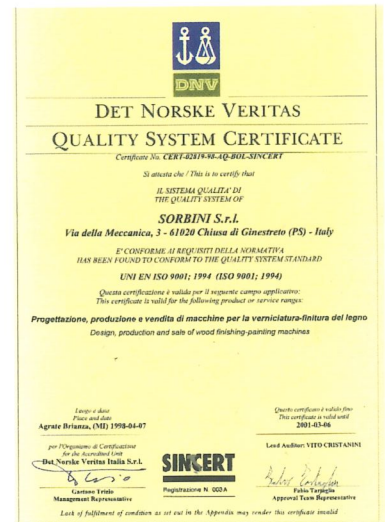 DNV
DET NORSKE VERITAS
QUALITY SYSTEM CERTIFICATE
Certificate No. CERT-02819-98-AQ-BOL-SINCERT
Si attesta che / This is to certify that
IL SISTEMA QUALITA' DI
THE QUALITY SYSTEM OF
SORBINI S.r.l.
Via della Meccanica, 3 - 61020 Chiusa di Ginestreto (PS) - Italy
E' CONFORME AI REQUISITI DELLA NORMATIVA
HAS BEEN FOUND TO CONFORM TO THE QUALITY SYSTEM STANDARD
UNI EN ISO 9001; 1994 (ISO 9001; 1994)
Questa certificazione è valida per il seguente campo applicativo:
This certificate is valid for the following product or service ranges:
Progettazione, produzione e vendita di macchine per la verniciatura-finitura del legno
Design, production and sale of wood finishing-painting machines
Luogo e data
Place and date
Agrate Brianza, (MI) 1998-04-07
Questo certificato è valido fino
This certificate is valid until
2001-03-06
per l'Organismo di Certificazione
for the Accredited Unit
Det Norske Veritas Italia S.r.l.
Lead Auditor: VITO CRISTANINI
SINCERT
Registrazione N. 003A
Management Representative
Approval Team Representative
Lack of fulfilment of condition as set out in the Appendix may render this certificate invalid